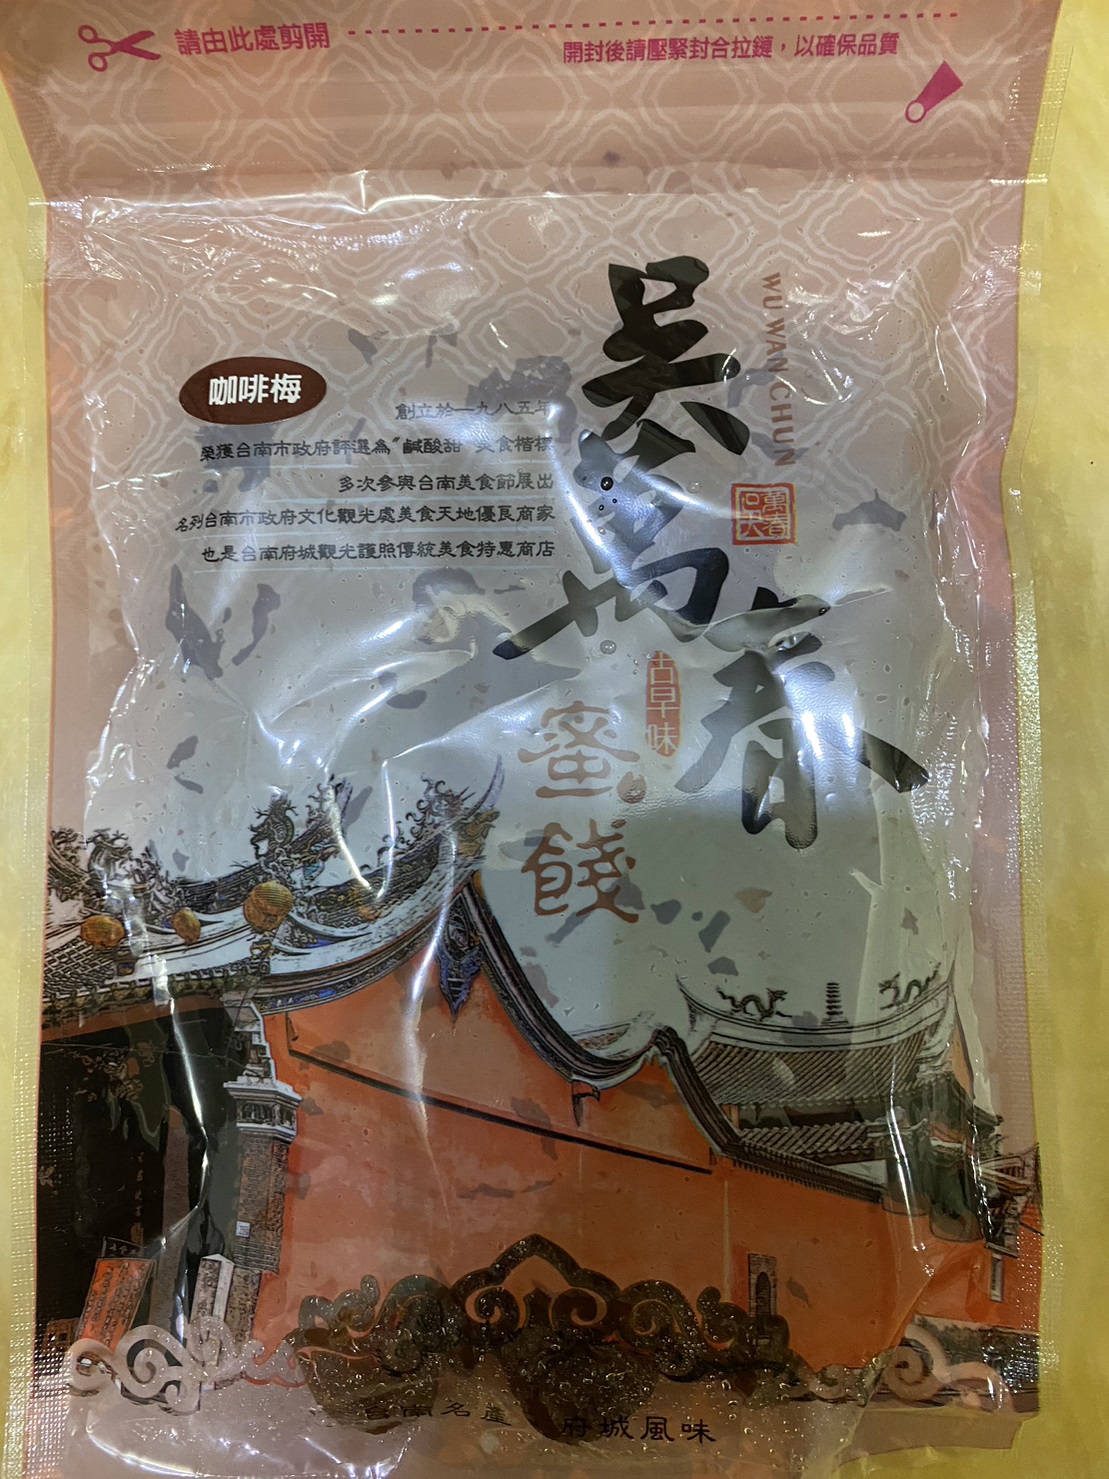 請由此處剪開
開封後請壓緊封合拉鏈，以確保品質
吳萬春
WU WAN CHUN
古早味
蜜餞
咖啡梅
創立於一九八五年
榮獲台南市政府評選為"鹹酸甜"美食楷模
多次參與台南美食節展出
名列台南市政府文化觀光處美食天地優良商家
也是台南府城觀光護照傳統美食特惠商店
台南名產 府城風味